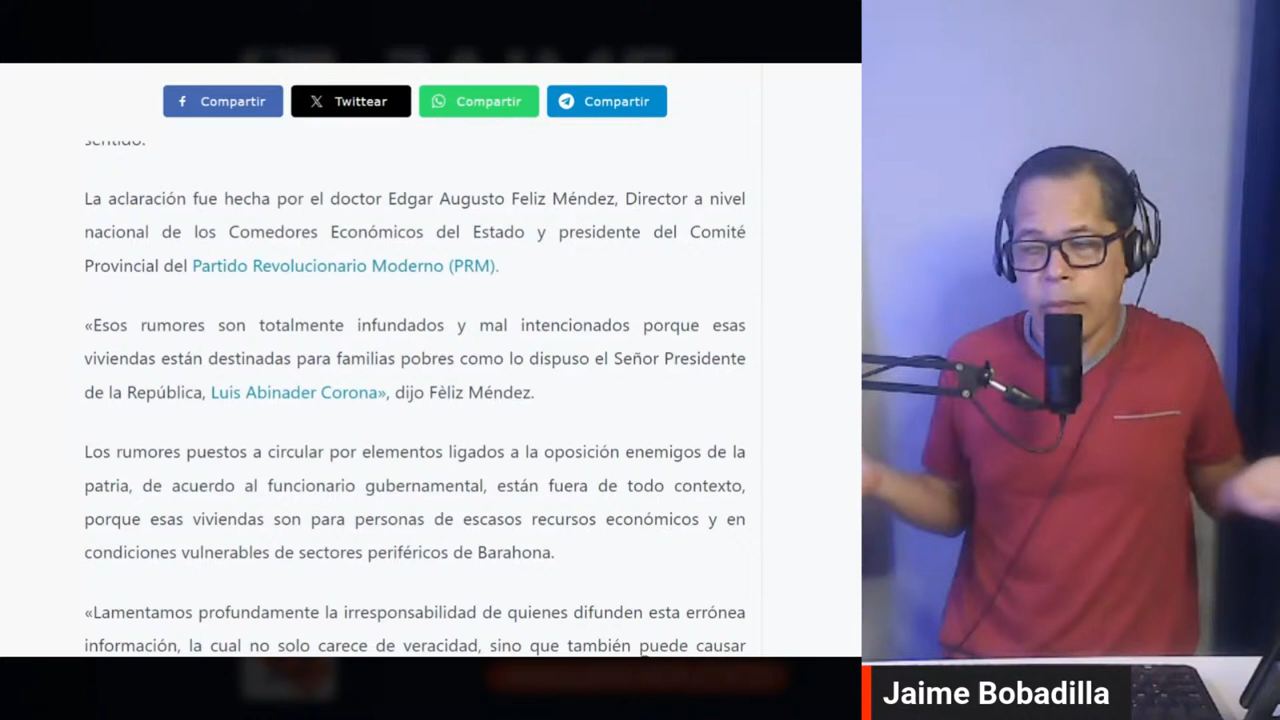 Compartir
Twittear
Compartir
Compartir
sentido.
La aclaración fue hecha por el doctor Edgar Augusto Feliz Méndez, Director a nivel
nacional de los Comedores Económicos del Estado y presidente del Comité
Provincial del Partido Revolucionario Moderno (PRM).
«Esos rumores son totalmente infundados y mal intencionados porque esas
viviendas están destinadas para familias pobres como lo dispuso el Señor Presidente
de la República, Luis Abinader Corona», dijo Fèliz Méndez.
Los rumores puestos a circular por elementos ligados a la oposición enemigos de la
patria, de acuerdo al funcionario gubernamental, están fuera de todo contexto,
porque esas viviendas son para personas de escasos recursos económicos y en
condiciones vulnerables de sectores periféricos de Barahona.
«Lamentamos profundamente la irresponsabilidad de quienes difunden esta errónea
información, la cual no solo carece de veracidad, sino que también puede causar
Jaime Bobadilla